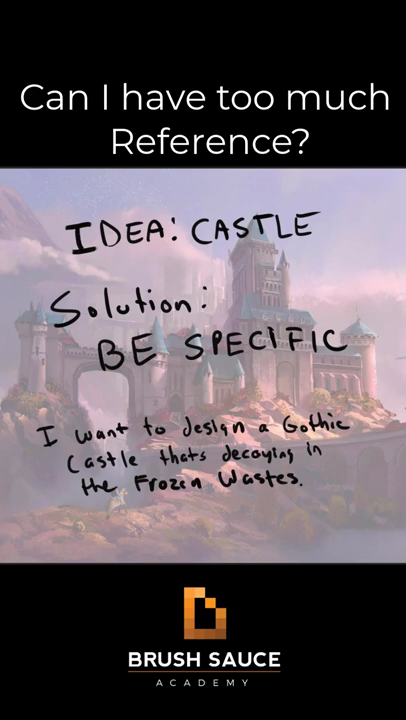 Can I have too much
Reference?
IDEA: CASTLE
Solution:
BE SPECIFIC
I want to design a Gothic
Castle thats decaying in
the Frozen Wastes.
BRUSH SAUCE
ACADEMY